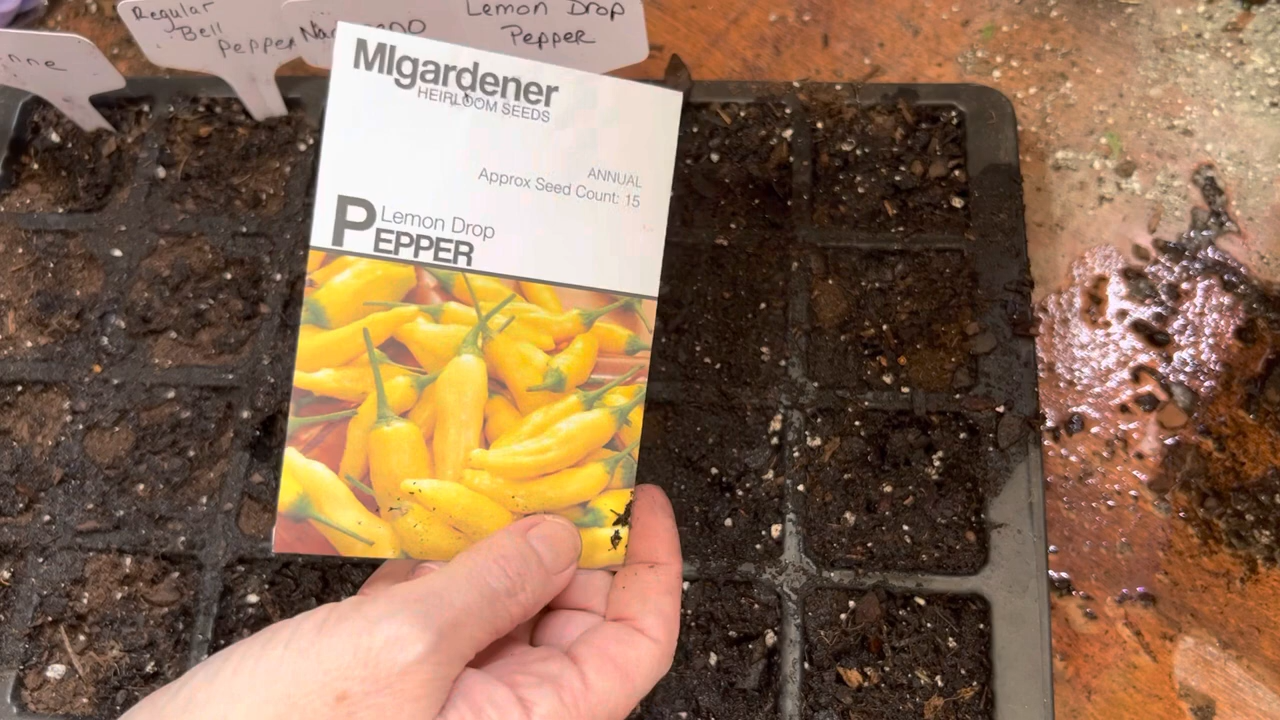 Regular
Bell
Pepper
Lemon Drop
Pepper
MIgardener
HEIRLOOM SEEDS
ANNUAL
Approx Seed Count: 15
Lemon Drop
PEPPER